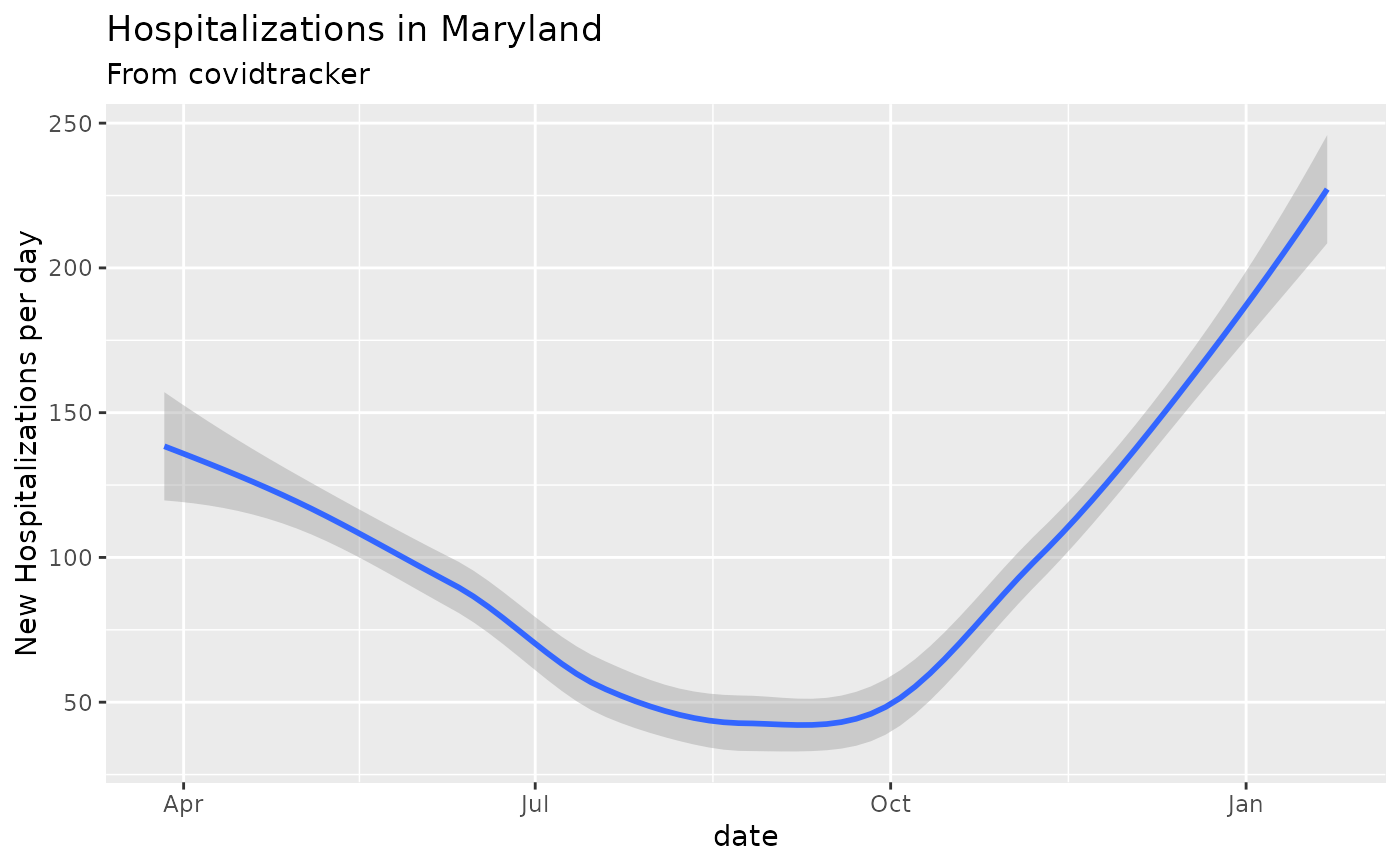 Hospitalizations in Maryland
From covidtracker
New Hospitalizations per day
250
200
150
100
50
Apr Jul Oct Jan
date